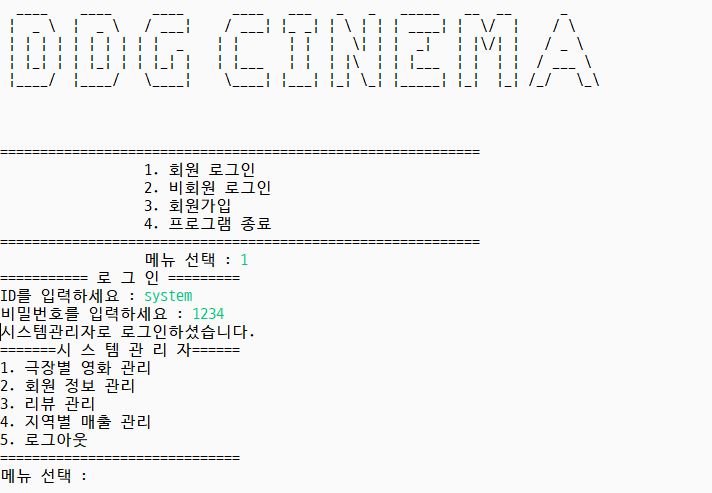 DOG CINEMA
============================================================
1. 회원 로그인
2. 비회원 로그인
3. 회원가입
4. 프로그램 종료
============================================================
메뉴 선택 : 1
=========== 로 그 인 =========
ID를 입력하세요 : system
비밀번호를 입력하세요 : 1234
시스템관리자로 로그인하셨습니다.
=======시 스 템 관 리 자======
1. 극장별 영화 관리
2. 회원 정보 관리
3. 리뷰 관리
4. 지역별 매출 관리
5. 로그아웃
==============================
메뉴 선택 :